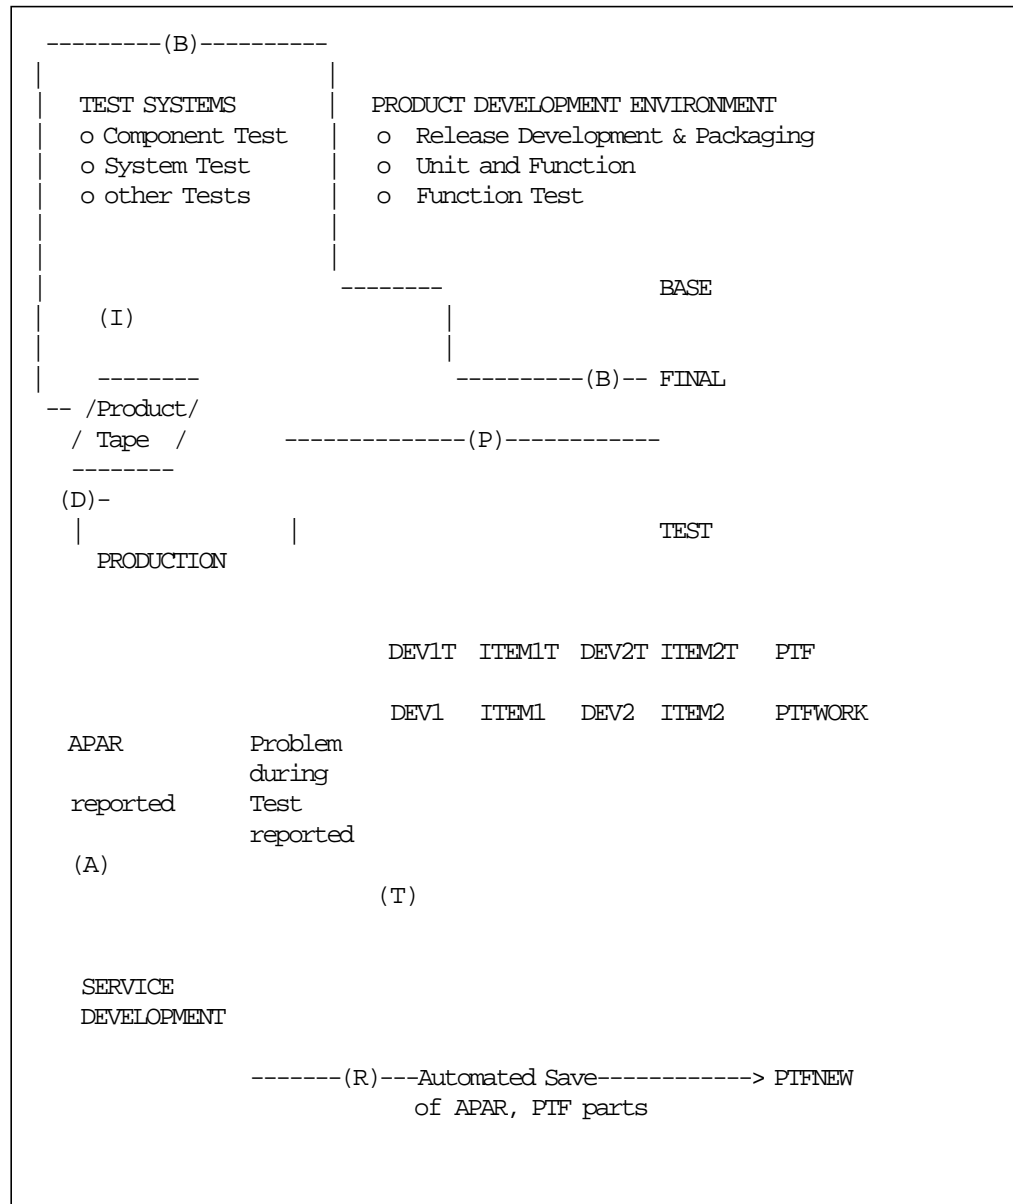 ---------(B)----------
TEST SYSTEMS PRODUCT DEVELOPMENT ENVIRONMENT
o Component Test o Release Development & Packaging
o System Test o Unit and Function
o other Tests o Function Test
-------- BASE
(I)
-------- ----------(B)-- FINAL
-- /Product/
/ Tape / --------------(P)------------
--------
(D)-
TEST
PRODUCTION
DEV1T ITEM1T DEV2T ITEM2T PTF
DEV1 ITEM1 DEV2 ITEM2 PTFWORK
APAR Problem
during
reported Test
reported
(A)
(T)
SERVICE
DEVELOPMENT
-------(R)---Automated Save------------> PTFNEW
of APAR, PTF parts